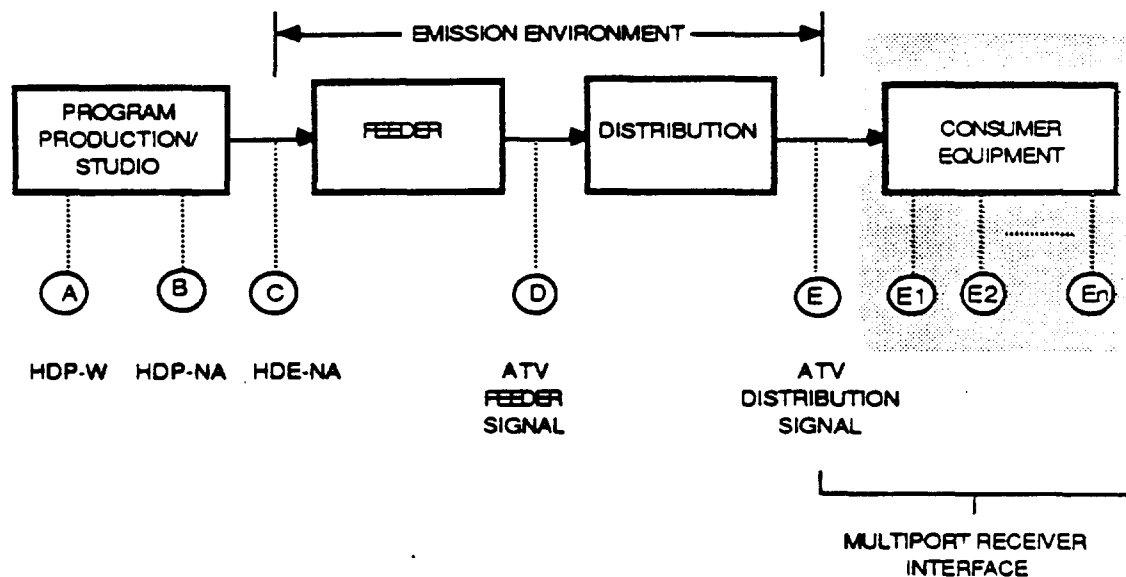 EMISSION ENVIRONMENT
PROGRAM
PRODUCTION/
STUDIO
FEEDER
DISTRIBUTION
CONSUMER
EQUIPMENT
A
B
C
D
E
E1
E2
En
HDP-W
HDP-NA
HDE-NA
ATV
FEEDER
SIGNAL
ATV
DISTRIBUTION
SIGNAL
MULTIPORT RECEIVER
INTERFACE